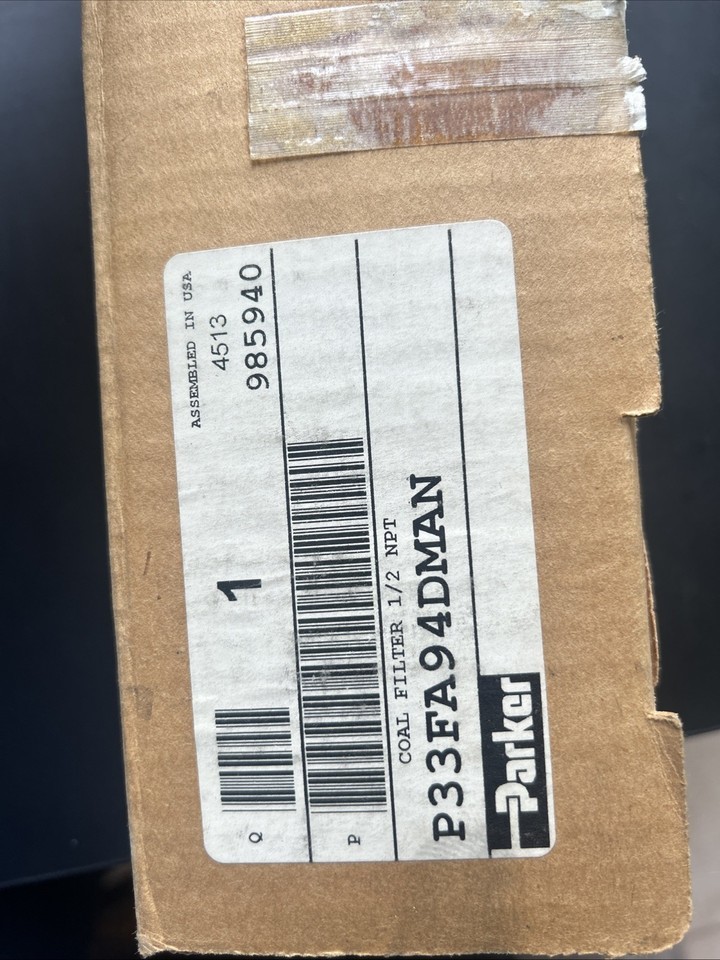 Parker
P33FA94DMAN
COAL FILTER 1/2 NPT
P
Q
1
985940
4513
ASSEMBLED IN USA